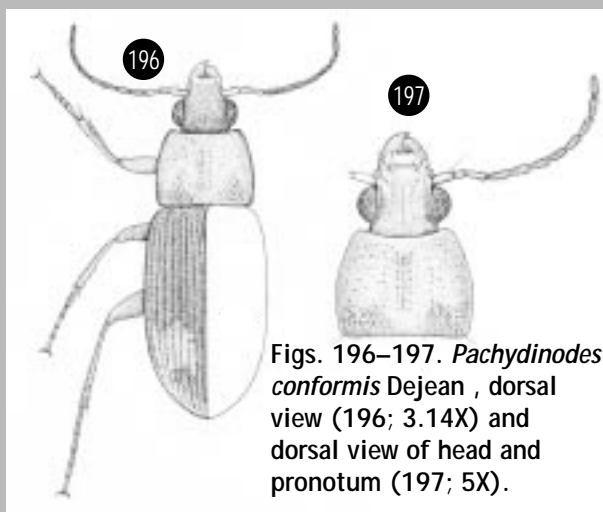 196
197
Figs. 196–197. Pachydinodes
conformis Dejean , dorsal
view (196; 3.14X) and
dorsal view of head and
pronotum (197; 5X).